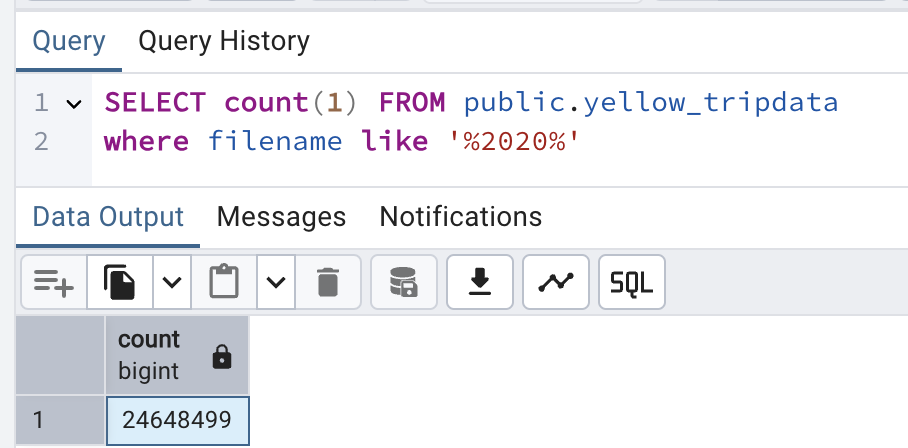 Query Query History
1 SELECT count(1) FROM public.yellow_tripdata
2 where filename like '%2020%'
Data Output Messages Notifications
SQL
count
bigint
1 24648499